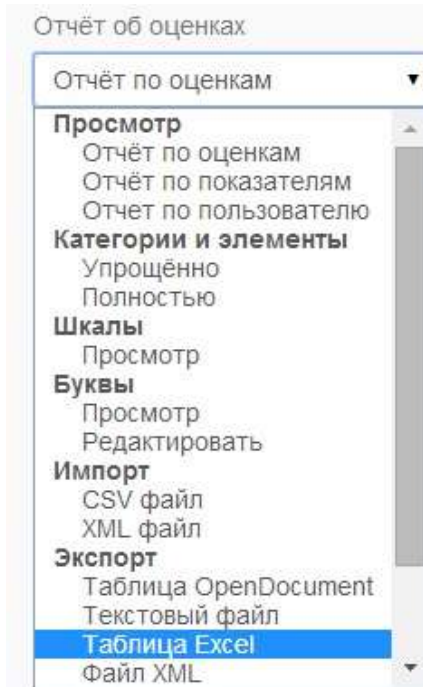 Отчёт об оценках
Отчёт по оценкам
Просмотр
Отчёт по оценкам
Отчёт по показателям
Отчет по пользователю
Категории и элементы
Упрощённо
Полностью
Шкалы
Просмотр
Буквы
Просмотр
Редактировать
Импорт
CSV файл
XML файл
Экспорт
Таблица OpenDocument
Текстовый файл
Таблица Excel
Файл XML